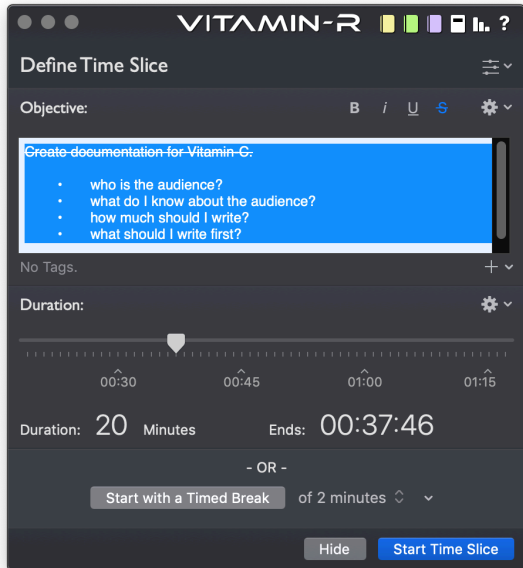 VITAMIN-R ?
Define Time Slice
Objective: B i U S
Create documentation for Vitamin-C.
• who is the audience?
• what do I know about the audience?
• how much should I write?
• what should I write first?
No Tags.
Duration:
00:30 00:45 01:00 01:15
Duration: 20 Minutes Ends: 00:37:46
- OR -
Start with a Timed Break of 2 minutes
Hide Start Time Slice